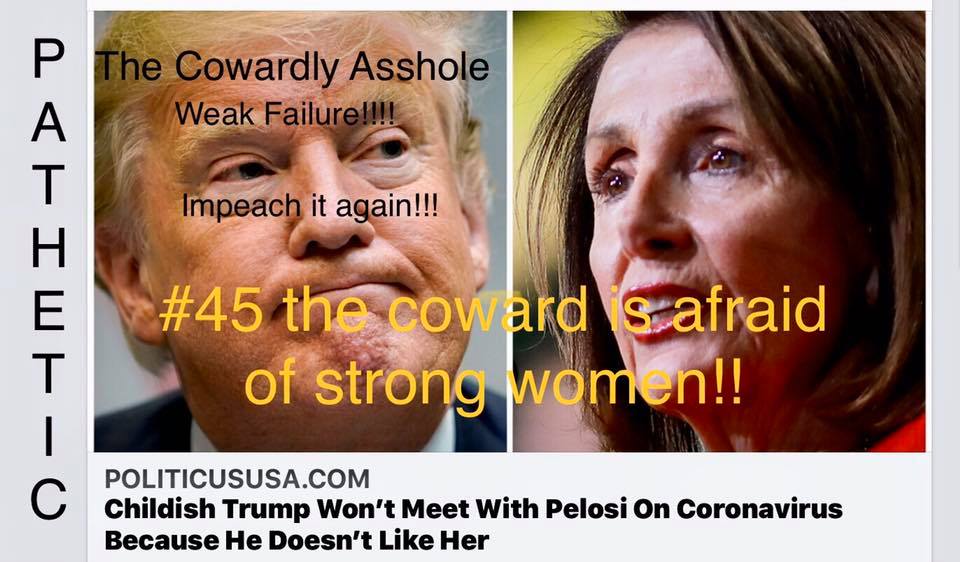 PATHETIC
The Cowardly Asshole
Weak Failure!!!!
Impeach it again!!!
#45 the coward is afraid
of strong women!!
POLITICUSUSA.COM
Childish Trump Won't Meet With Pelosi On Coronavirus
Because He Doesn't Like Her